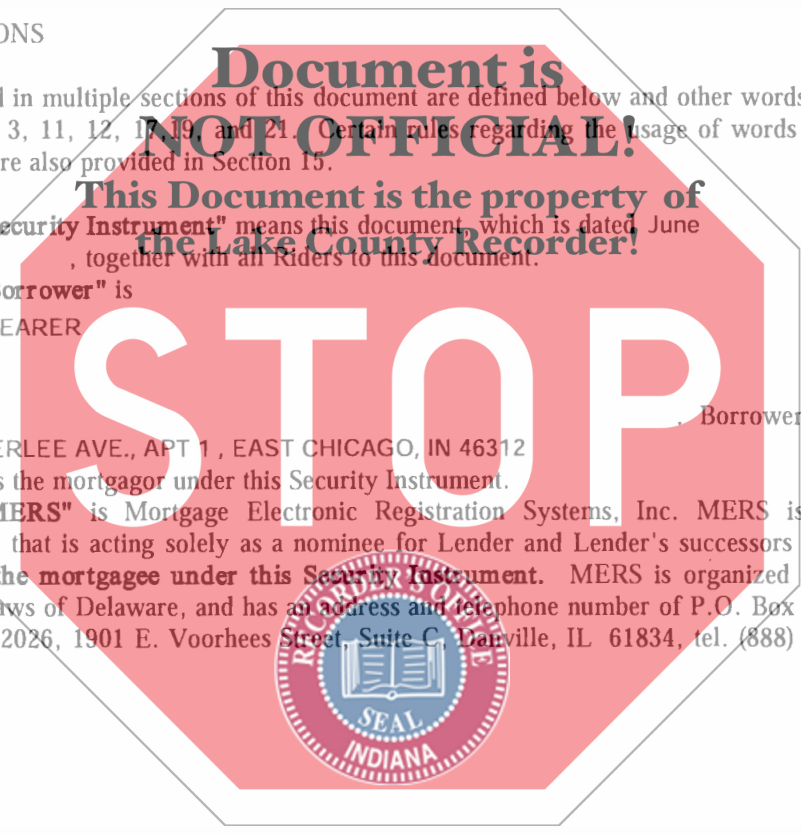 ONS
Document is
d in multiple sections of this document are defined below and other words
3, 11, 12, 17, 19, and 21. Certain rules regarding the usage of words
NOT OFFICIAL!
re also provided in Section 15.
This Document is the property of
ecurity Instrument" means this document, which is dated June
the Lake County Recorder!
, together with all Riders to this document.
orrower" is
EARER
STOP
. Borrower
ERLEE AVE., APT 1 , EAST CHICAGO, IN 46312
s the mortgagor under this Security Instrument.
MERS" is Mortgage Electronic Registration Systems, Inc. MERS is
that is acting solely as a nominee for Lender and Lender's successors
he mortgagee under this Security Instrument. MERS is organized
aws of Delaware, and has an address and telephone number of P.O. Box
2026, 1901 E. Voorhees Street, Suite C, Danville, IL 61834, tel. (888)
RECORDER'S OFFICE
SEAL
INDIANA